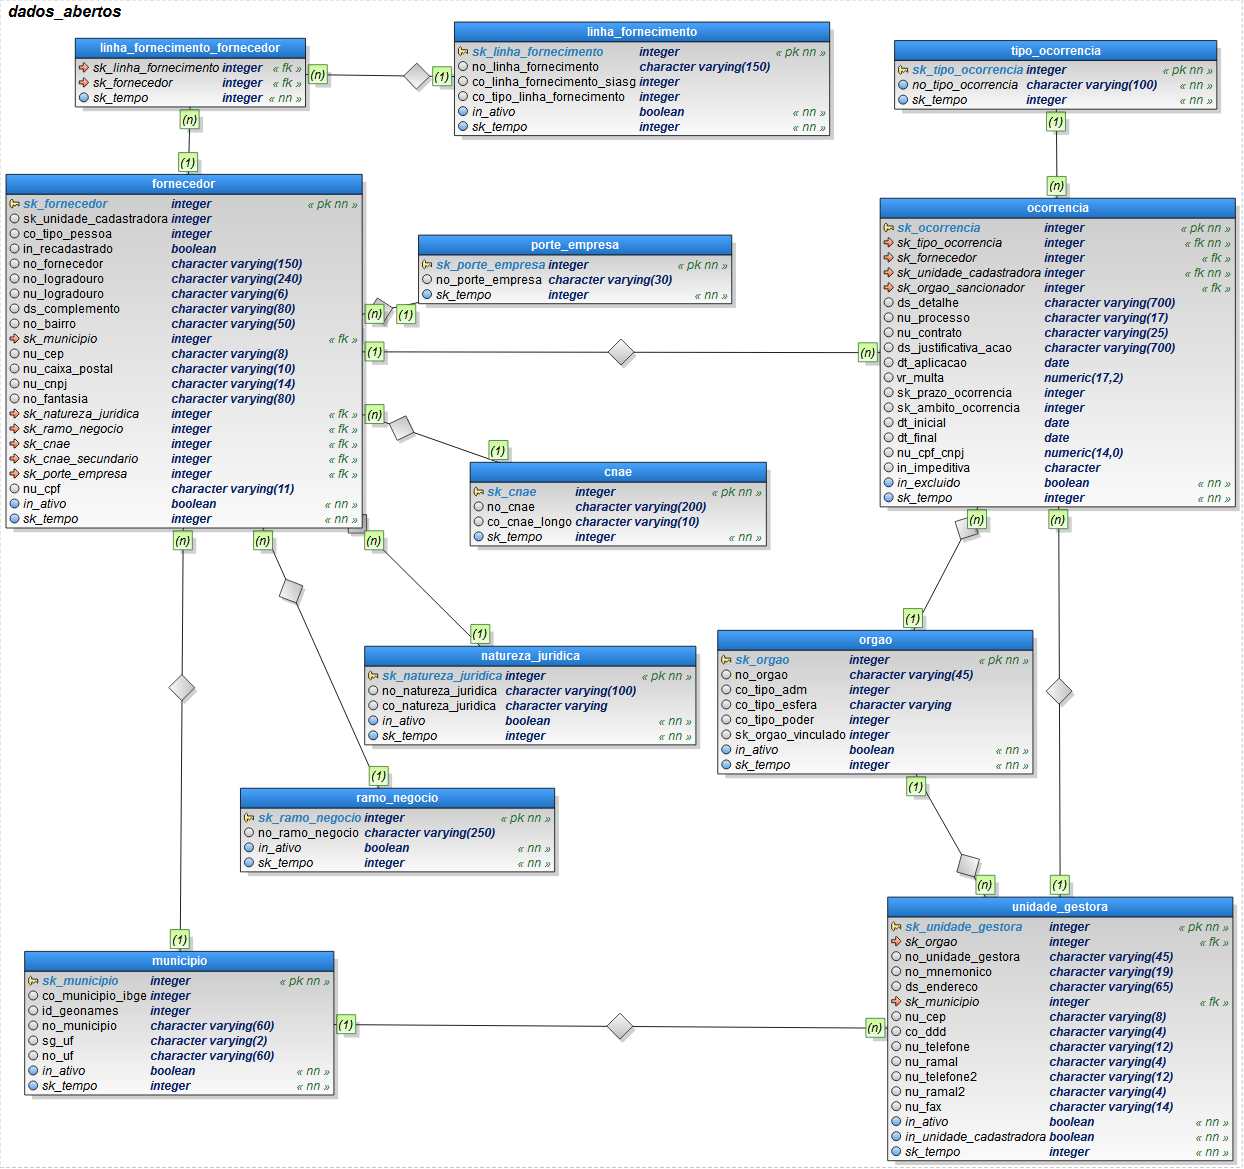 dados_abertos
linha_fornecimento_fornecedor
sk_linha_fornecimento integer « fk »
sk_fornecedor integer « fk »
sk_tempo integer « nn »
(n)
(1)
linha_fornecimento
sk_linha_fornecimento integer « pk nn »
no_linha_fornecimento character varying(150)
co_linha_fornecimento_siasg integer
co_tipo_linha_fornecimento integer
in_ativo boolean « nn »
sk_tempo integer « nn »
tipo_ocorrencia
sk_tipo_ocorrencia integer « pk nn »
no_tipo_ocorrencia character varying(100) « nn »
sk_tempo integer « nn »
(n)
(1)
(1)
(n)
fornecedor
sk_fornecedor integer « pk nn »
sk_unidade_cadastradora integer
co_tipo_pessoa integer
in_recadastrado boolean
no_fornecedor character varying(150)
no_logradouro character varying(240)
nu_logradouro character varying(6)
ds_complemento character varying(80)
no_bairro character varying(50)
sk_municipio integer « fk »
nu_cep character varying(8)
nu_caixa_postal character varying(10)
nu_cnpj character varying(14)
no_fantasia character varying(80)
sk_natureza_juridica integer « fk »
sk_ramo_negocio integer « fk »
sk_cnae integer « fk »
sk_cnae_secundario integer « fk »
sk_porte_empresa integer « fk »
nu_cpf character varying(11)
in_ativo boolean « nn »
sk_tempo integer « nn »
porte_empresa
sk_porte_empresa integer « pk nn »
no_porte_empresa character varying(30)
sk_tempo integer « nn »
(n)
(1)
(1)
(n)
(n)
(1)
ocorrencia
sk_ocorrencia integer « pk nn »
sk_tipo_ocorrencia integer « fk nn »
sk_fornecedor integer « fk »
sk_unidade_cadastradora integer « fk nn »
sk_orgao_sancionador integer « fk »
ds_detalhe character varying(700)
nu_processo character varying(17)
nu_contrato character varying(25)
ds_justificativa_acao character varying(700)
dt_aplicacao date
vr_multa numeric(17,2)
sk_prazo_ocorrencia integer
sk_ambito_ocorrencia integer
dt_inicial date
dt_final date
nu_cpf_cnpj numeric(14,0)
in_impeditiva character
in_excluido boolean « nn »
sk_tempo integer « nn »
cnae
sk_cnae integer « pk nn »
no_cnae character varying(200)
co_cnae_longo character varying(10)
sk_tempo integer « nn »
(n)
(n)
(n)
(n)
(n)
(1)
(1)
natureza_juridica
sk_natureza_juridica integer « pk nn »
no_natureza_juridica character varying(100)
co_natureza_juridica character varying
in_ativo boolean « nn »
sk_tempo integer « nn »
orgao
sk_orgao integer « pk nn »
no_orgao character varying(45)
co_tipo_adm integer
co_tipo_esfera character varying
co_tipo_poder integer
sk_orgao_vinculado integer
in_ativo boolean « nn »
sk_tempo integer « nn »
(1)
(1)
ramo_negocio
sk_ramo_negocio integer « pk nn »
no_ramo_negocio character varying(250)
in_ativo boolean « nn »
sk_tempo integer « nn »
(n)
(1)
unidade_gestora
sk_unidade_gestora integer « pk nn »
sk_orgao integer « fk »
no_unidade_gestora character varying(45)
no_mnemonico character varying(19)
ds_endereco character varying(65)
sk_municipio integer « fk »
nu_cep character varying(8)
co_ddd character varying(4)
nu_telefone character varying(12)
nu_ramal character varying(4)
nu_telefone2 character varying(12)
nu_ramal2 character varying(4)
nu_fax character varying(14)
in_ativo boolean « nn »
in_unidade_cadastradora boolean « nn »
sk_tempo integer « nn »
(1)
municipio
sk_municipio integer « pk nn »
co_municipio_ibge integer
id_geonames integer
no_municipio character varying(60)
sg_uf character varying(2)
no_uf character varying(60)
in_ativo boolean « nn »
sk_tempo integer « nn »
(1)
(n)